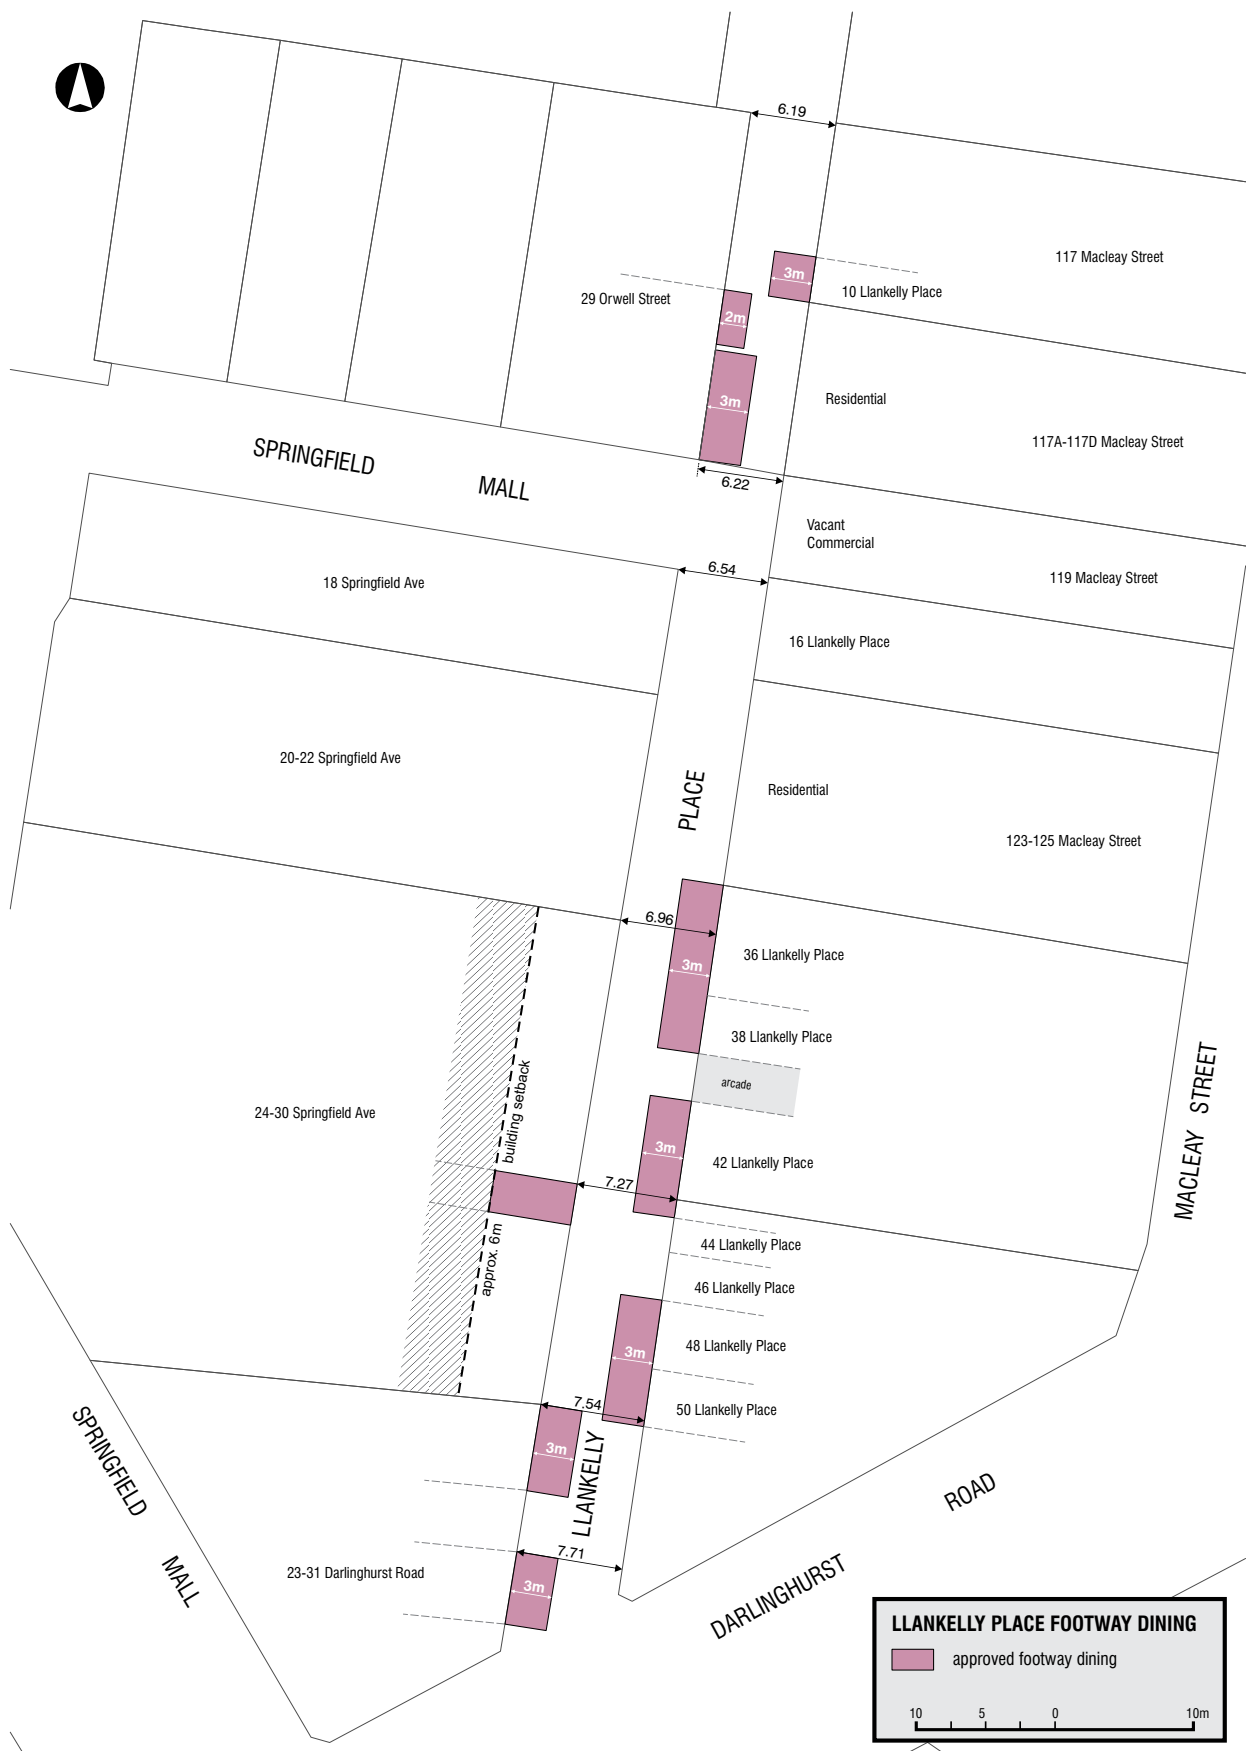 6.19
117 Macleay Street
3m
10 Llankelly Place
29 Orwell Street
2m
3m
Residential
117A-117D Macleay Street
SPRINGFIELD
MALL
6.22
Vacant
Commercial
6.54
119 Macleay Street
18 Springfield Ave
16 Llankelly Place
20-22 Springfield Ave
PLACE
Residential
123-125 Macleay Street
6.96
36 Llankelly Place
3m
38 Llankelly Place
arcade
building setback
24-30 Springfield Ave
MACLEAY STREET
3m
42 Llankelly Place
7.27
approx. 6m
44 Llankelly Place
46 Llankelly Place
3m
48 Llankelly Place
7.54
50 Llankelly Place
3m
LLANKELLY
SPRINGFIELD
MALL
ROAD
7.71
23-31 Darlinghurst Road
3m
DARLINGHURST
LLANKELLY PLACE FOOTWAY DINING
approved footway dining
10 5 0 10m